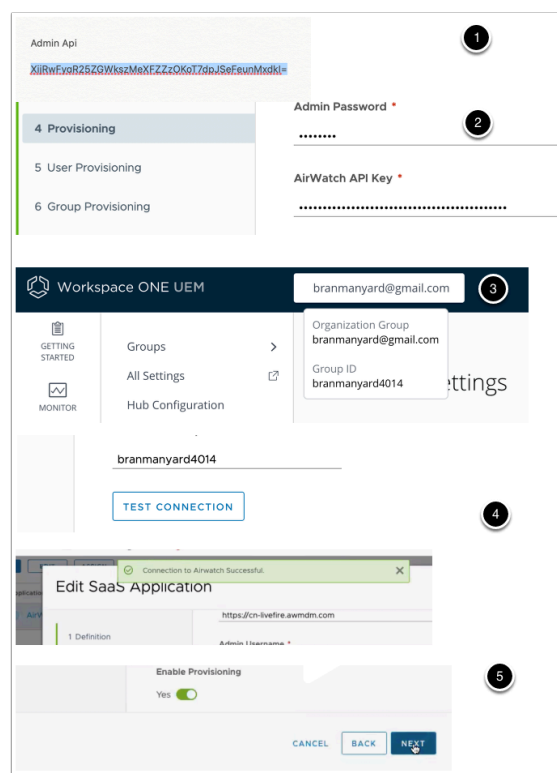 Admin Api
1
XijRwFyoR25ZGWkszMeXFZZzOKoT7dpJSeFeunMxdkI=
4 Provisioning
5 User Provisioning
6 Group Provisioning
Admin Password *
2
AirWatch API Key *
Workspace ONE UEM
branmanyard@gmail.com
3
GETTING
STARTED
MONITOR
Groups
All Settings
Hub Configuration
Organization Group
branmanyard@gmail.com
Group ID
branmanyard4014
ettings
branmanyard4014
TEST CONNECTION
4
Connection to Airwatch Successful.
Edit SaaS Application
1 Definition
https://cn-livefire.awmdm.com
Admin Username *
Enable Provisioning
5
Yes
CANCEL BACK NEXT